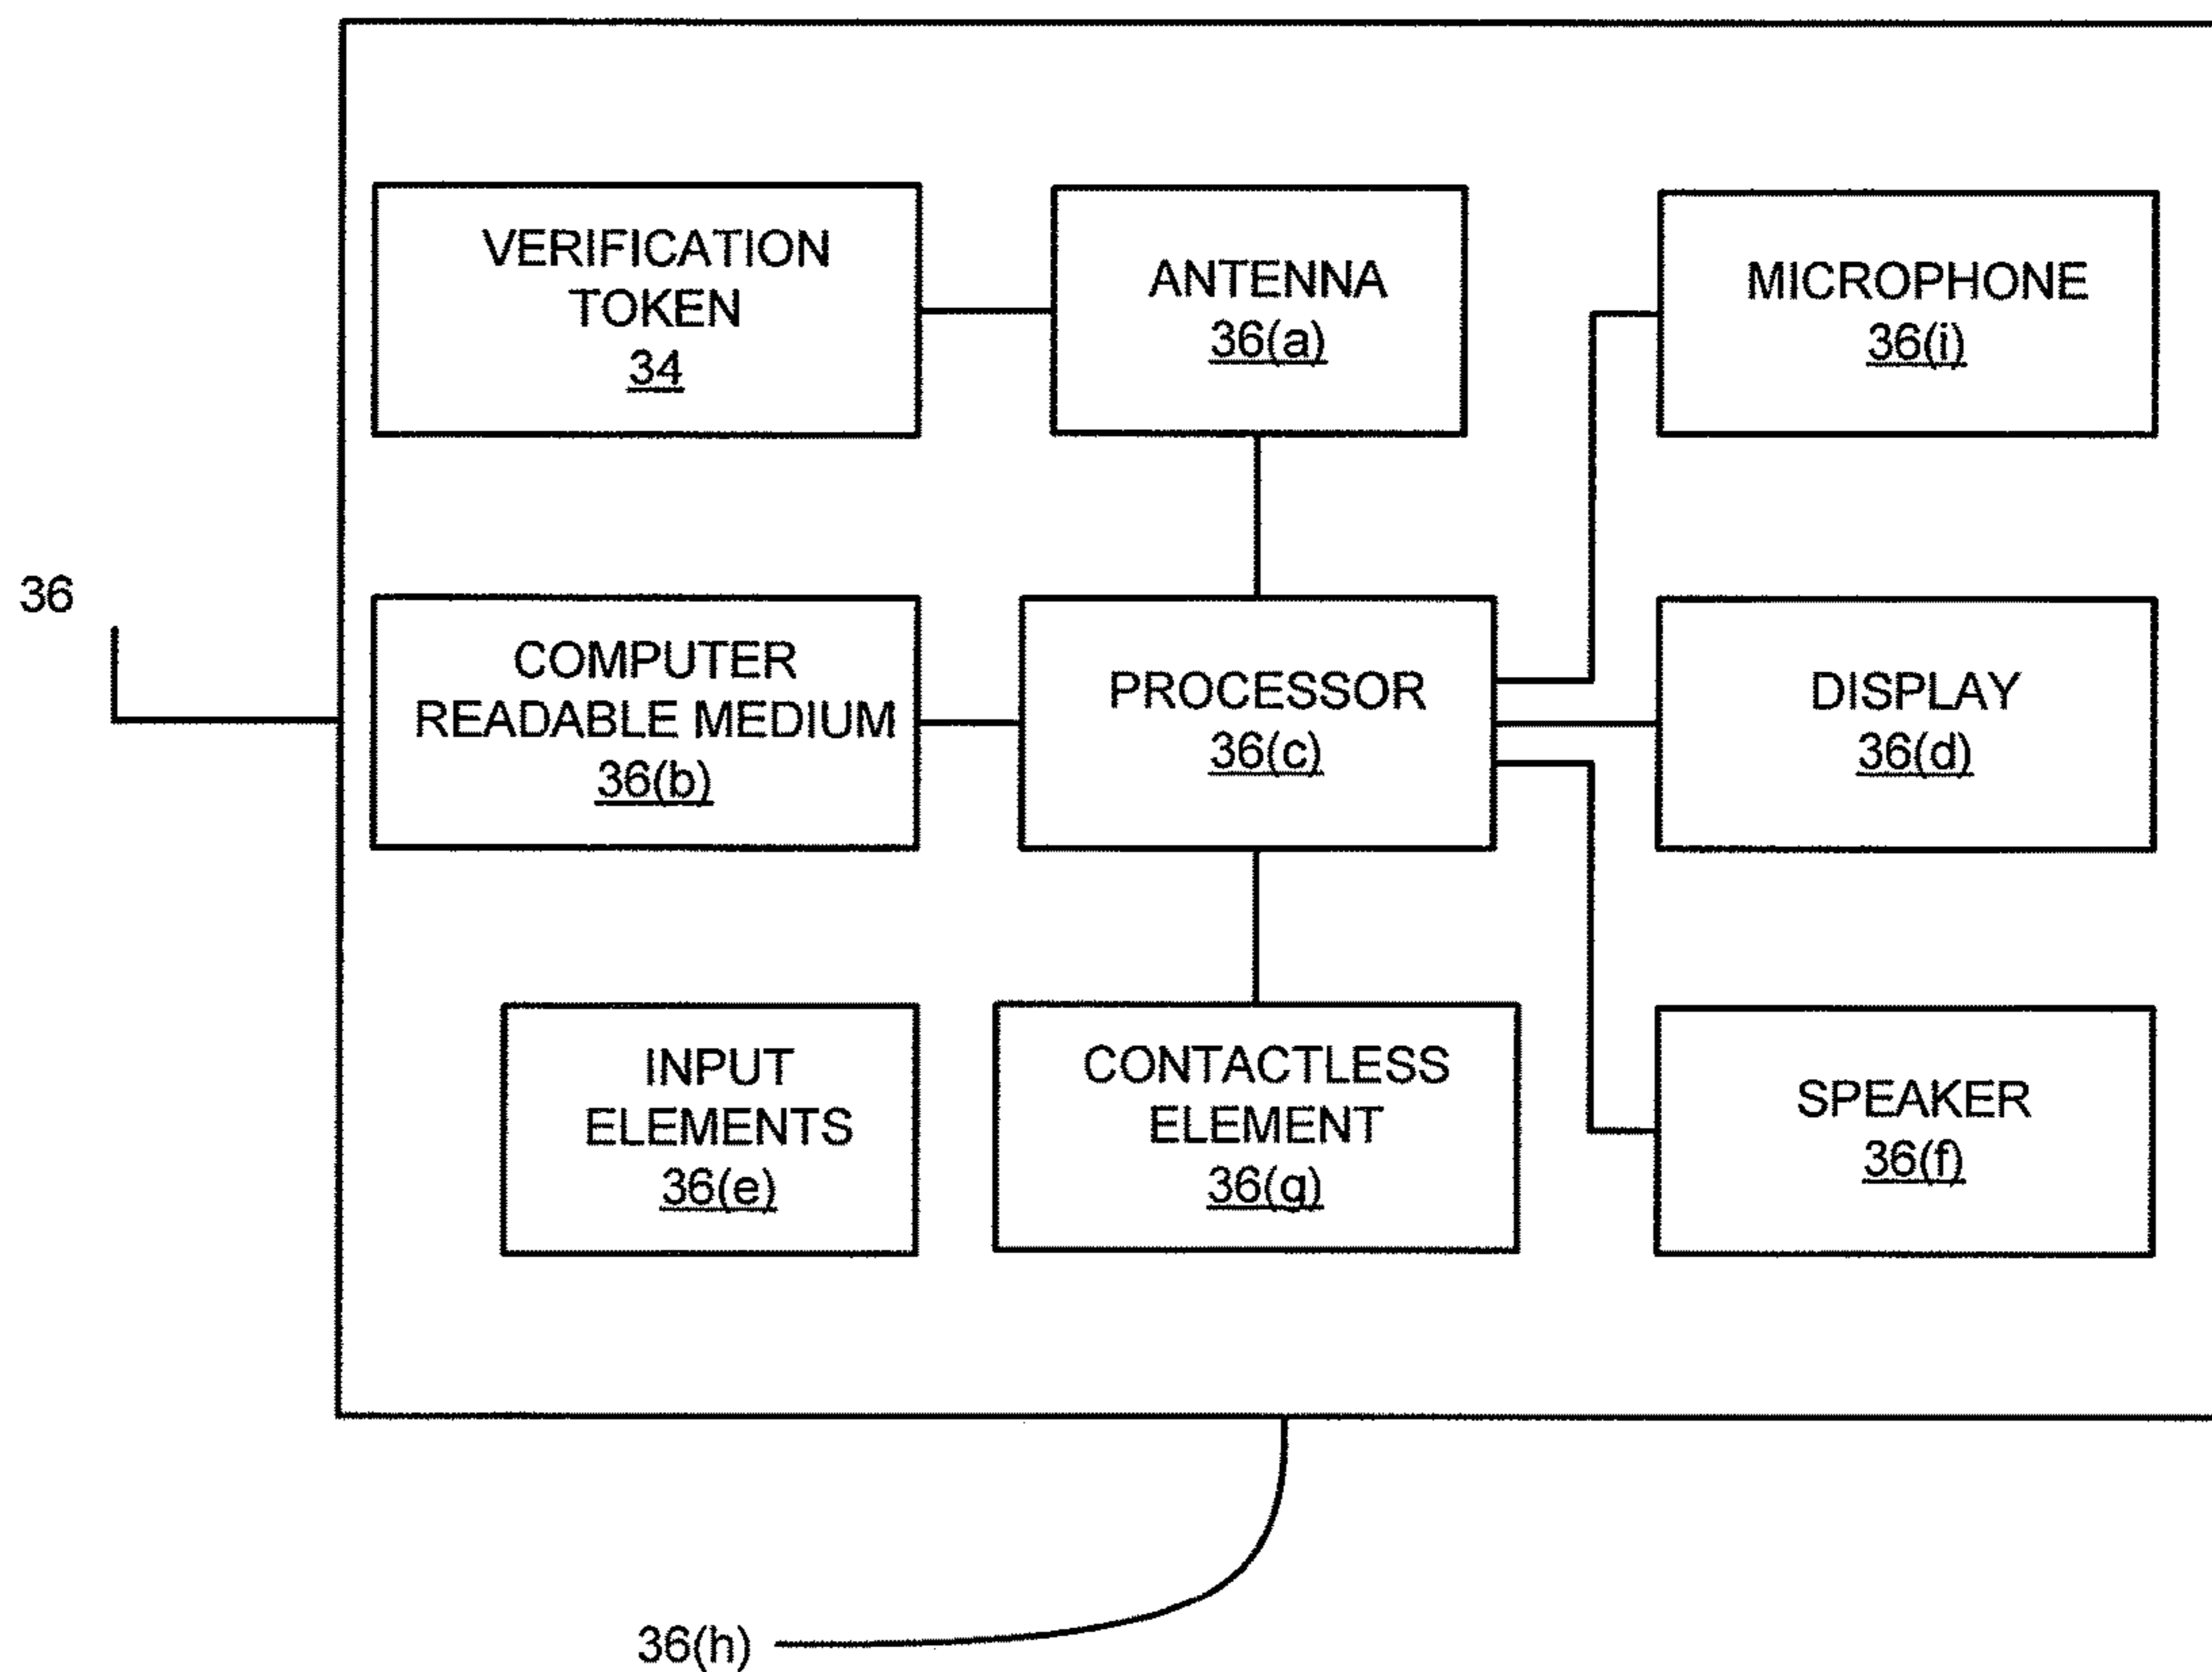 VERIFICATION
TOKEN
34
ANTENNA
36(a)
MICROPHONE
36(i)
36
COMPUTER
READABLE MEDIUM
36(b)
PROCESSOR
36(c)
DISPLAY
36(d)
INPUT
ELEMENTS
36(e)
CONTACTLESS
ELEMENT
36(g)
SPEAKER
36(f)
36(h)